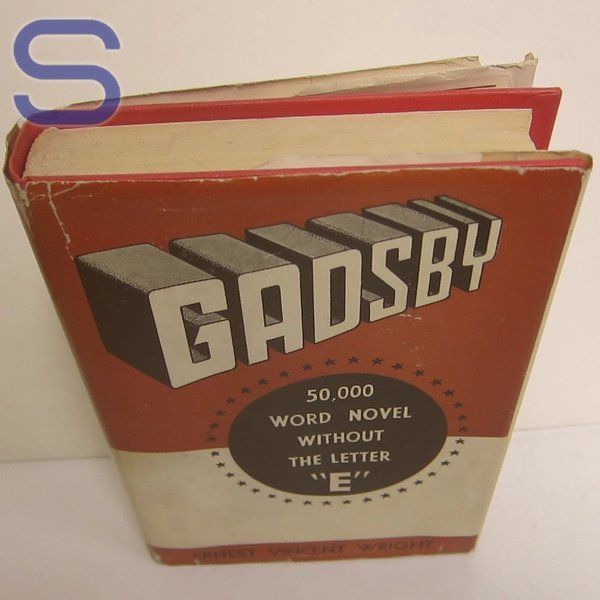 S
GADSBY
50,000
WORD NOVEL
WITHOUT
THE LETTER
"E"
ERNEST VINCENT WRIGHT